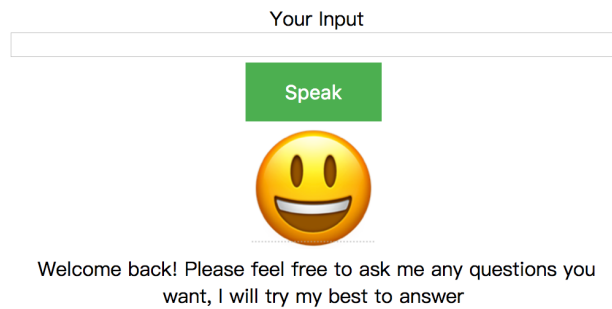 Your Input
Speak
Welcome back! Please feel free to ask me any questions you
want, I will try my best to answer